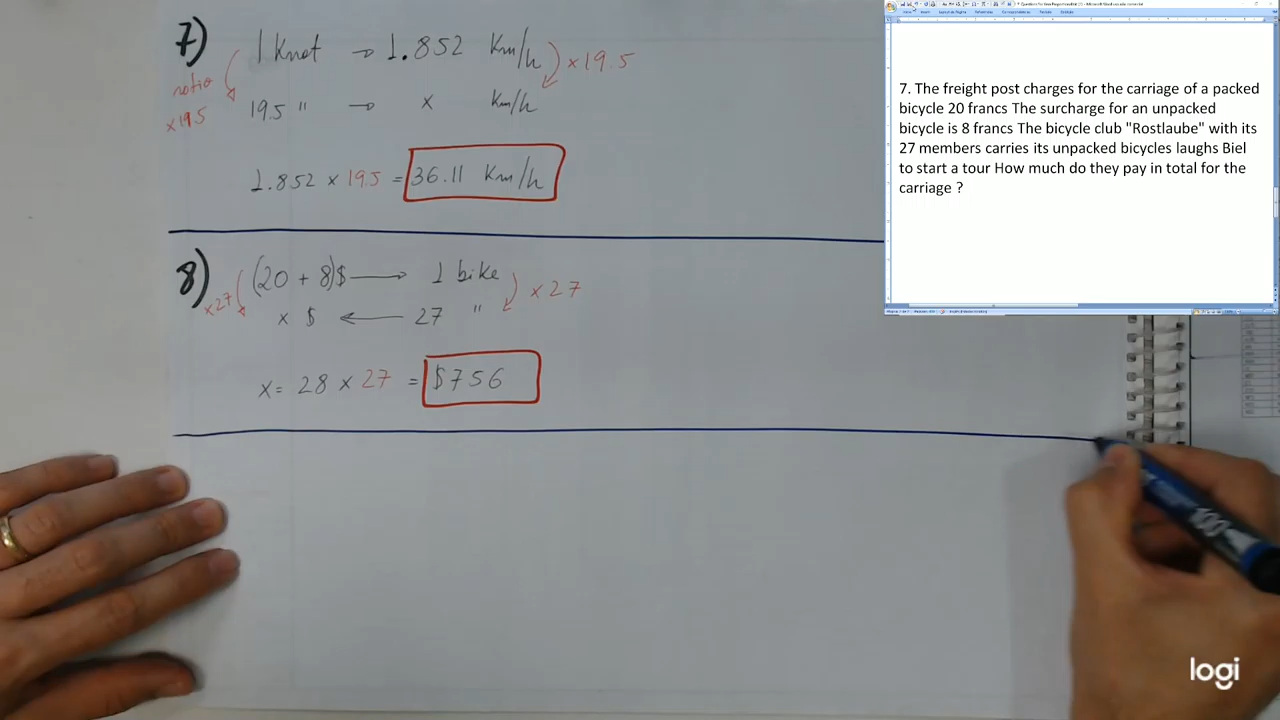 7)
1 Knot → 1.852 Km/h
x 19.5
ratio
x 19.5
19.5 " → x Km/h
1.852 x 19.5 = 36.11 Km/h
8)
x27
(20 + 8)$ → 1 bike
x 27
x $ ← 27 "
x = 28 x 27 = $756
7. The freight post charges for the carriage of a packed
bicycle 20 francs The surcharge for an unpacked
bicycle is 8 francs The bicycle club "Rostlaube" with its
27 members carries its unpacked bicycles laughs Biel
to start a tour How much do they pay in total for the
carriage ?
100
logi